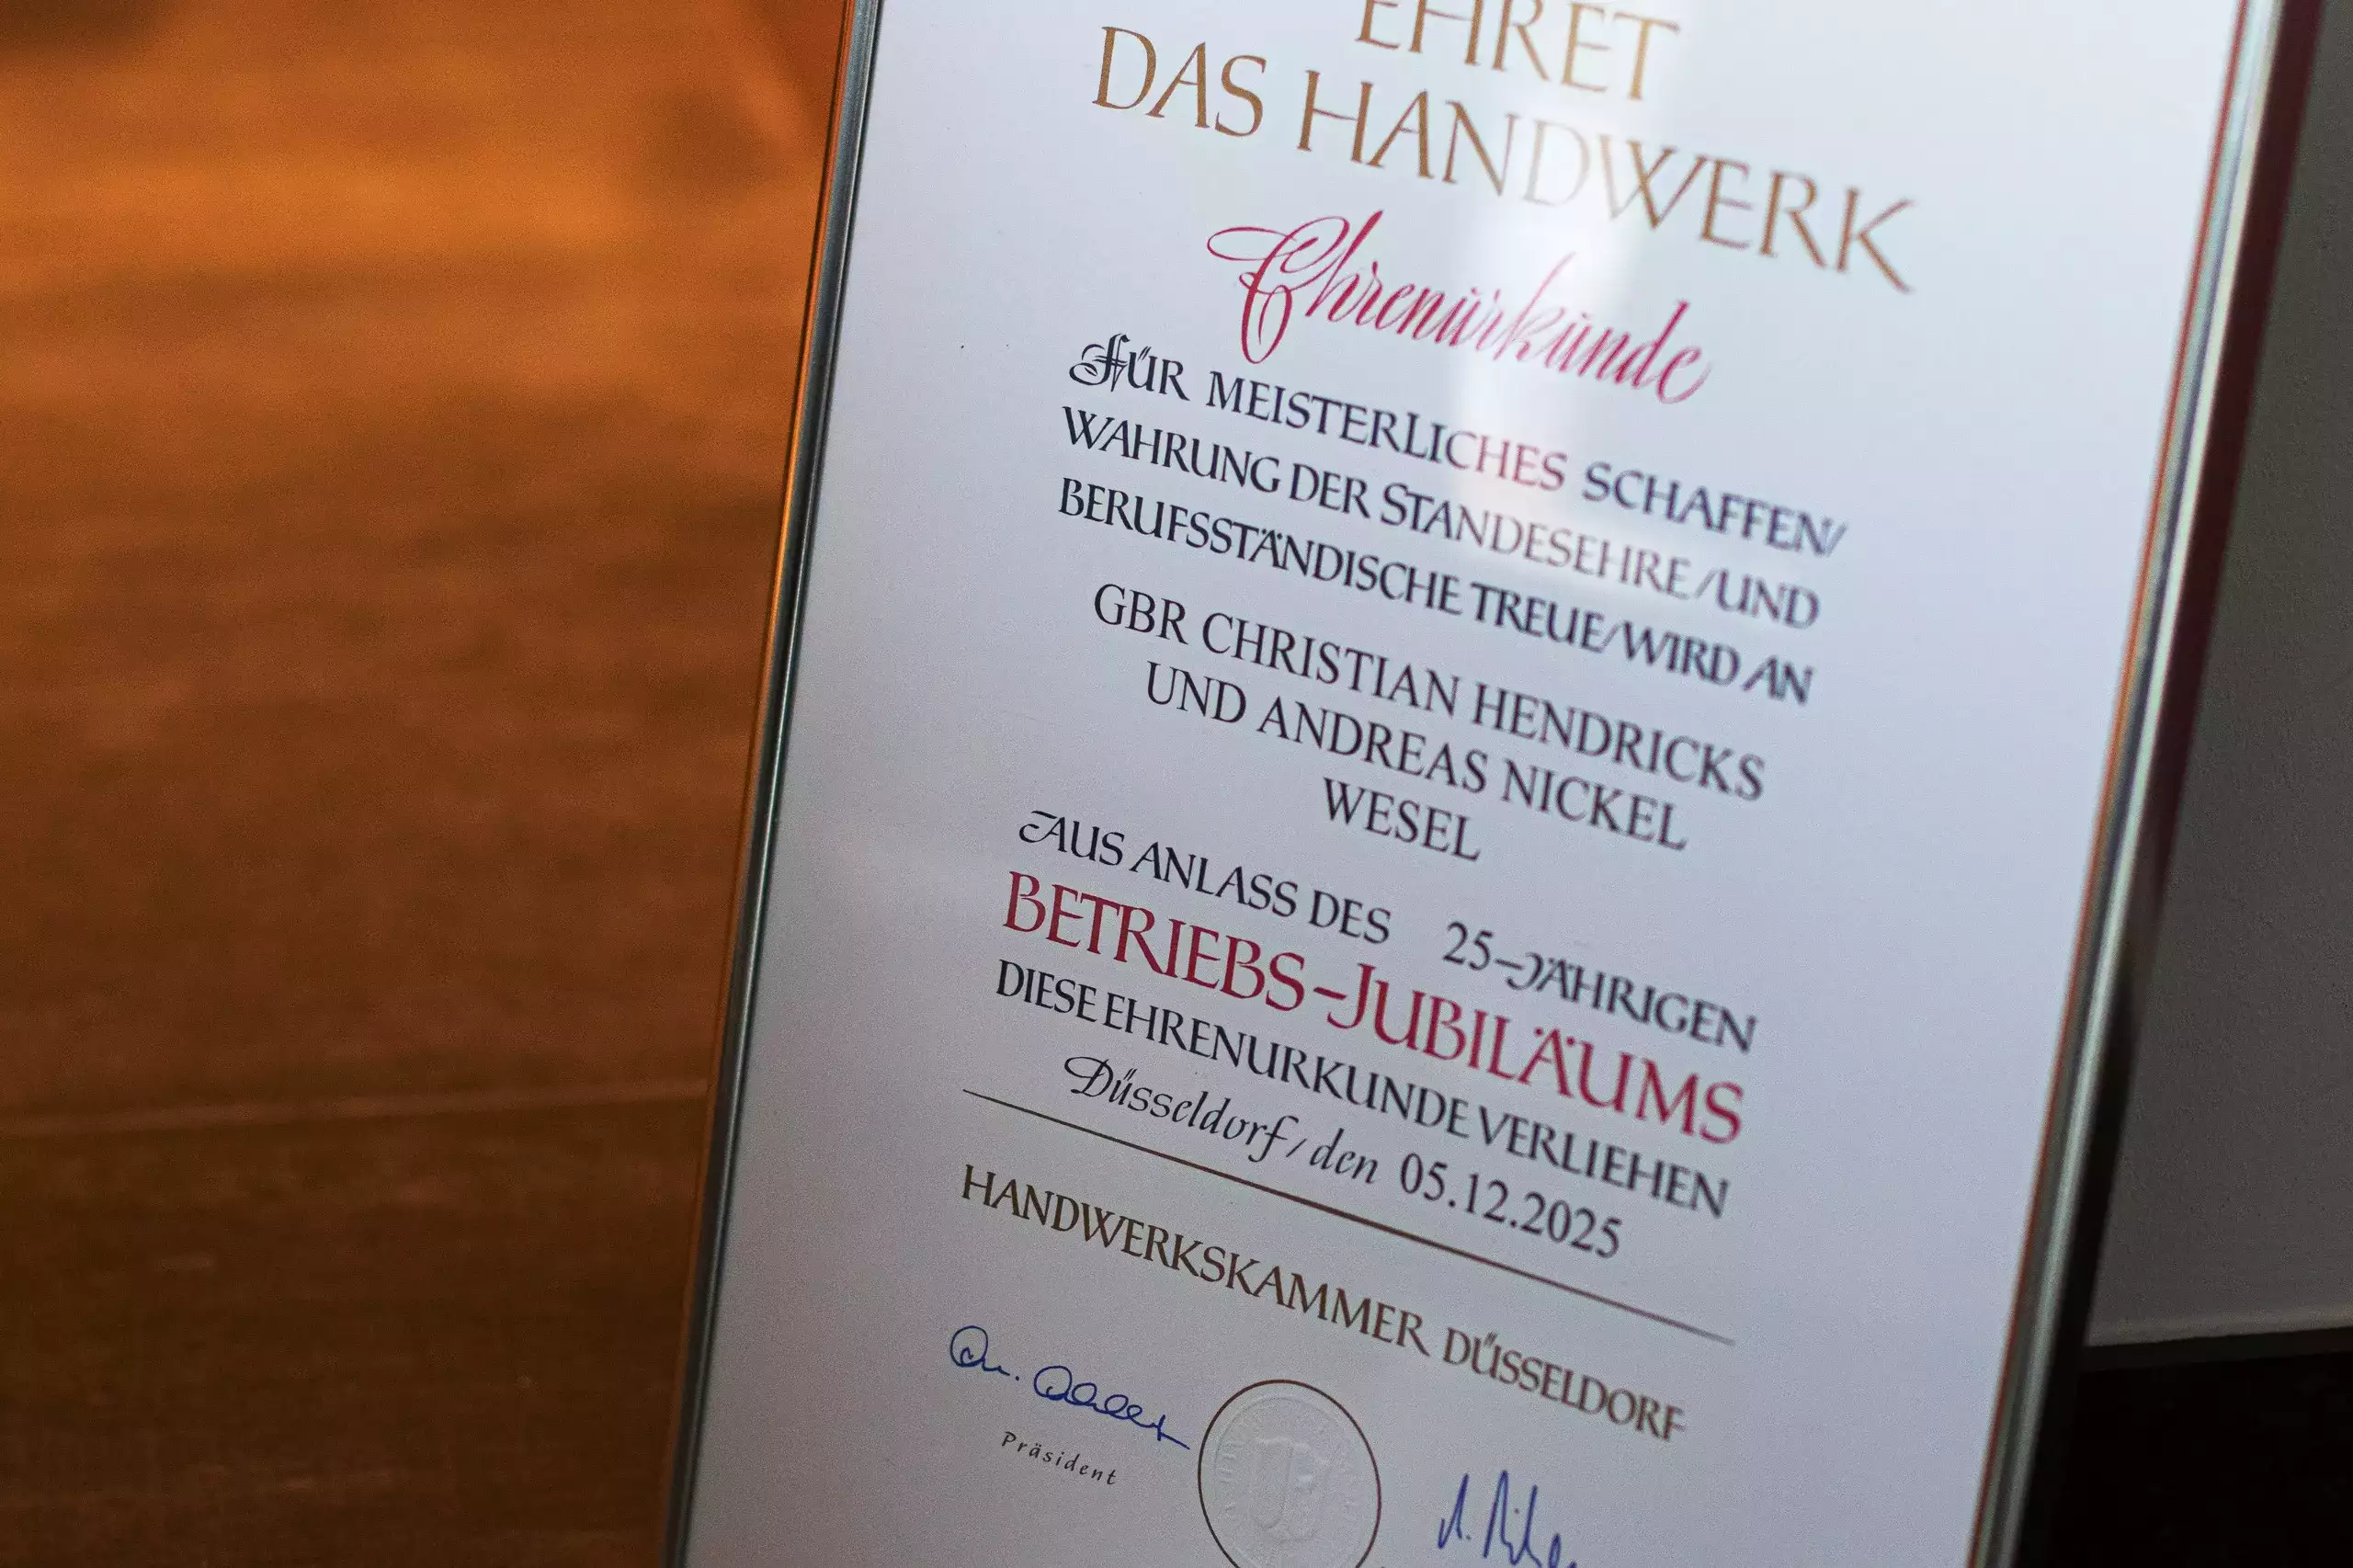 EHRET
DAS HANDWERK
Ehrenurkunde
FÜR MEISTERLICHES SCHAFFEN/
WAHRUNG DER STANDESEHRE/UND
BERUFSSTÄNDISCHE TREUE/WIRD AN
GBR CHRISTIAN HENDRICKS
UND ANDREAS NICKEL
WESEL
AUS ANLASS DES 25-JÄHRIGEN
BETRIEBS-JUBILÄUMS
DIESE EHRENURKUNDE VERLIEHEN
Düsseldorf/den 05.12.2025
HANDWERKSKAMMER DÜSSELDORF
Präsident